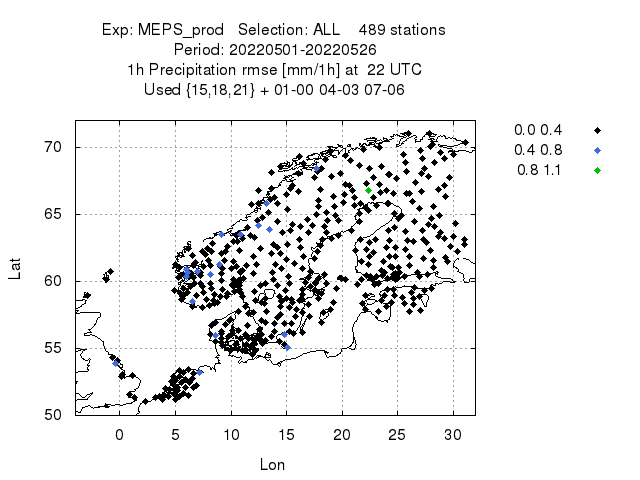 Exp: MEPS_prod Selection: ALL 489 stations
Period: 20220501-20220526
1h Precipitation rmse [mm/1h] at 22 UTC
Used {15,18,21} + 01-00 04-03 07-06
0.0 0.4
0.4 0.8
0.8 1.1
70
65
60
55
50
Lat
0 5 10 15 20 25 30
Lon